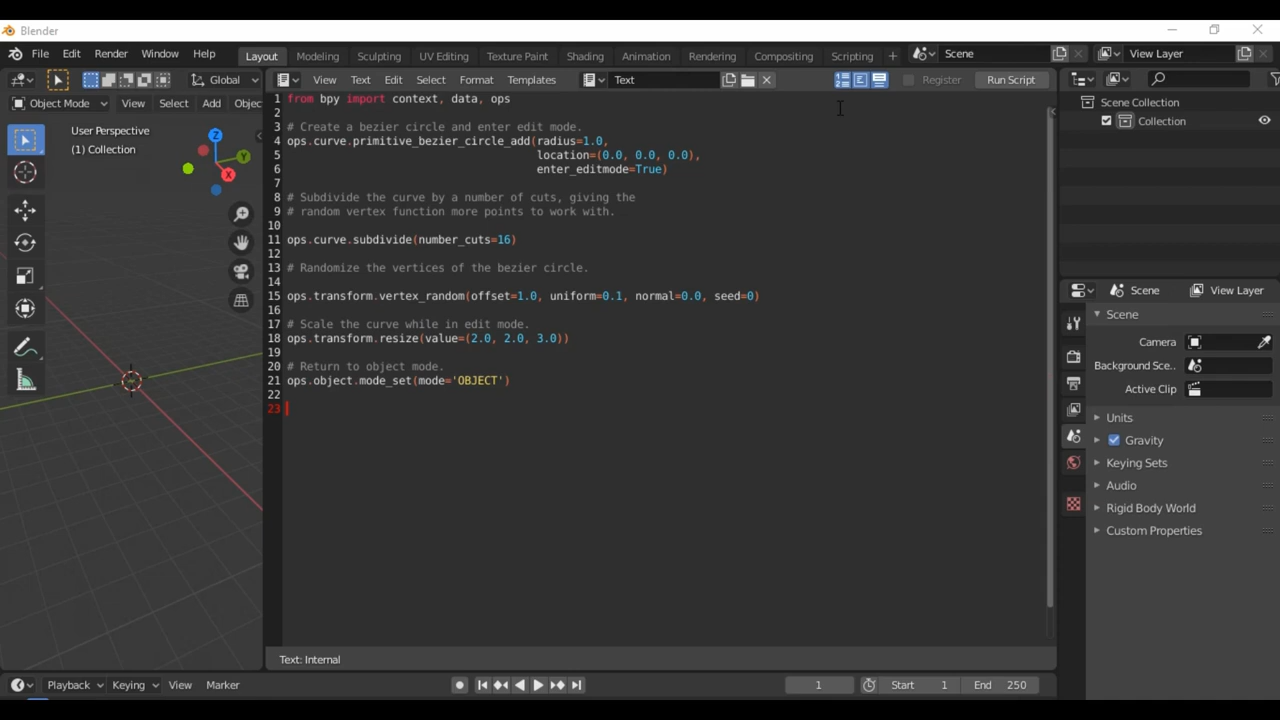 Blender
File Edit Render Window Help Layout Modeling Sculpting UV Editing Texture Paint Shading Animation Rendering Compositing Scripting + Scene View Layer
Global View Text Edit Select Format Templates Text Register Run Script
Object Mode View Select Add Objec
User Perspective
(1) Collection
Z
Y
X
1 from bpy import context, data, ops
2
3 # Create a bezier circle and enter edit mode.
4 ops.curve.primitive_bezier_circle_add(radius=1.0,
5 location=(0.0, 0.0, 0.0),
6 enter_editmode=True)
7
8 # Subdivide the curve by a number of cuts, giving the
9 # random vertex function more points to work with.
10
11 ops.curve.subdivide(number_cuts=16)
12
13 # Randomize the vertices of the bezier circle.
14
15 ops.transform.vertex_random(offset=1.0, uniform=0.1, normal=0.0, seed=0)
16
17 # Scale the curve while in edit mode.
18 ops.transform.resize(value=(2.0, 2.0, 3.0))
19
20 # Return to object mode.
21 ops.object.mode_set(mode='OBJECT')
22
23
Text: Internal
Scene Collection
Collection
Scene View Layer
Scene
Camera
Background Sce..
Active Clip
Units
Gravity
Keying Sets
Audio
Rigid Body World
Custom Properties
Playback Keying View Marker 1 Start 1 End 250